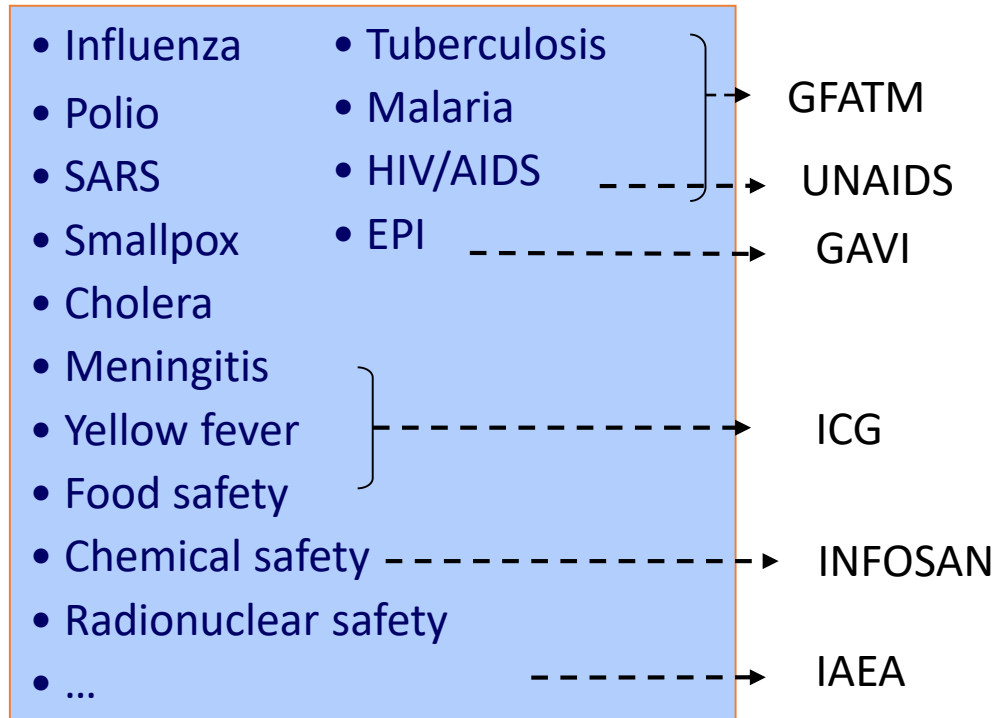 • Influenza
• Polio
• SARS
• Smallpox
• Cholera
• Meningitis
• Yellow fever
• Food safety
• Chemical safety
• Radionuclear safety
• ...
• Tuberculosis
• Malaria
• HIV/AIDS
• EPI
GFATM
UNAIDS
GAVI
ICG
INFOSAN
IAEA